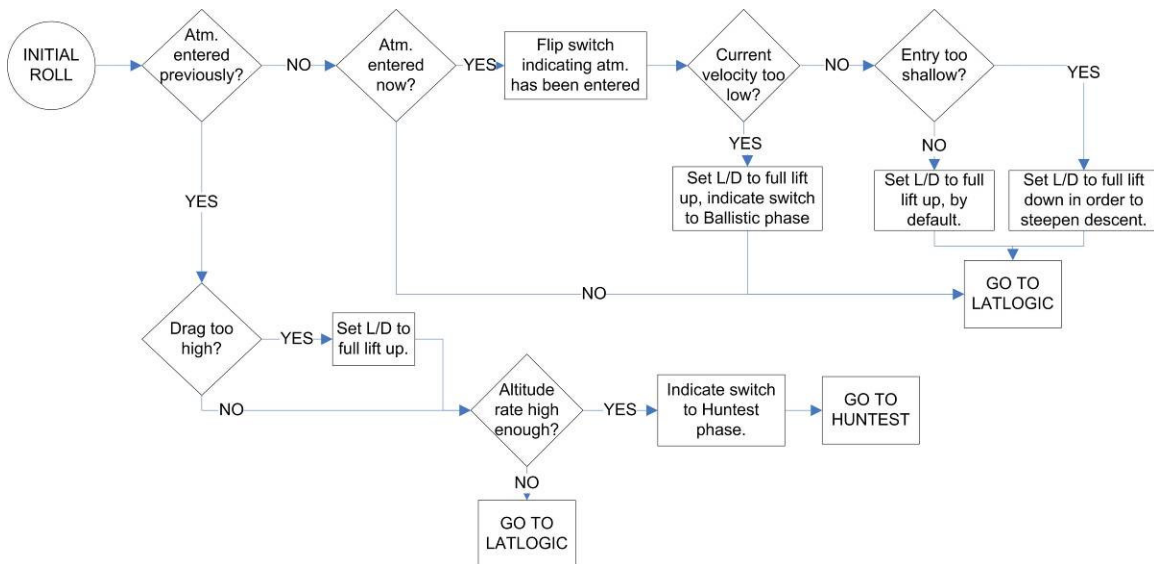 INITIAL
ROLL
Atm.
entered
previously?
NO
Atm.
entered
now?
YES
Flip switch
indicating atm.
has been entered
Current
velocity too
low?
NO
Entry too
shallow?
YES
YES
NO
Set L/D to full lift
up, indicate switch
to Ballistic phase
Set L/D to full
lift up, by
default.
Set L/D to full lift
down in order to
steepen descent.
YES
NO
GO TO
LATLOGIC
Drag too
high?
YES
Set L/D to
full lift up.
NO
Altitude
rate high
enough?
YES
Indicate switch
to Huntest
phase.
GO TO
HUNTEST
NO
GO TO
LATLOGIC